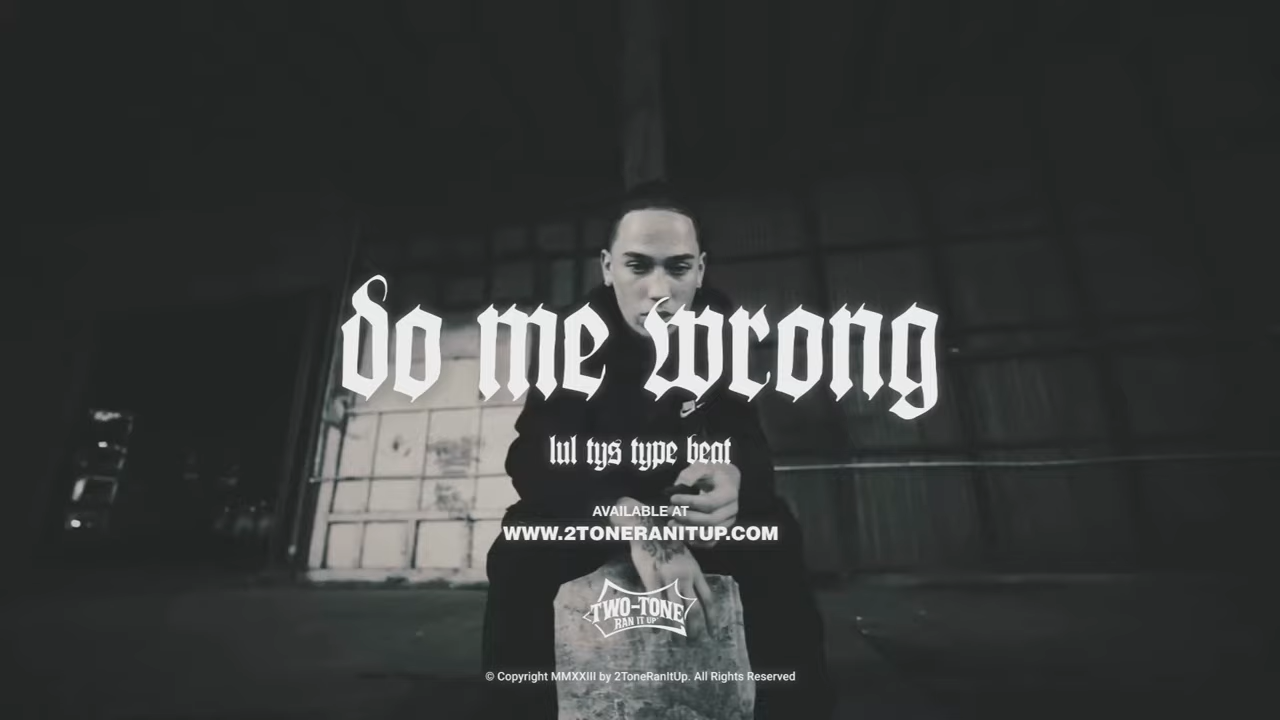 do me wrong
lul tys type beat
AVAILABLE AT
WWW.2TONERANITUP.COM
TWO-TONE
RAN IT UP
© Copyright MMXXIII by 2ToneRanItUp. All Rights Reserved